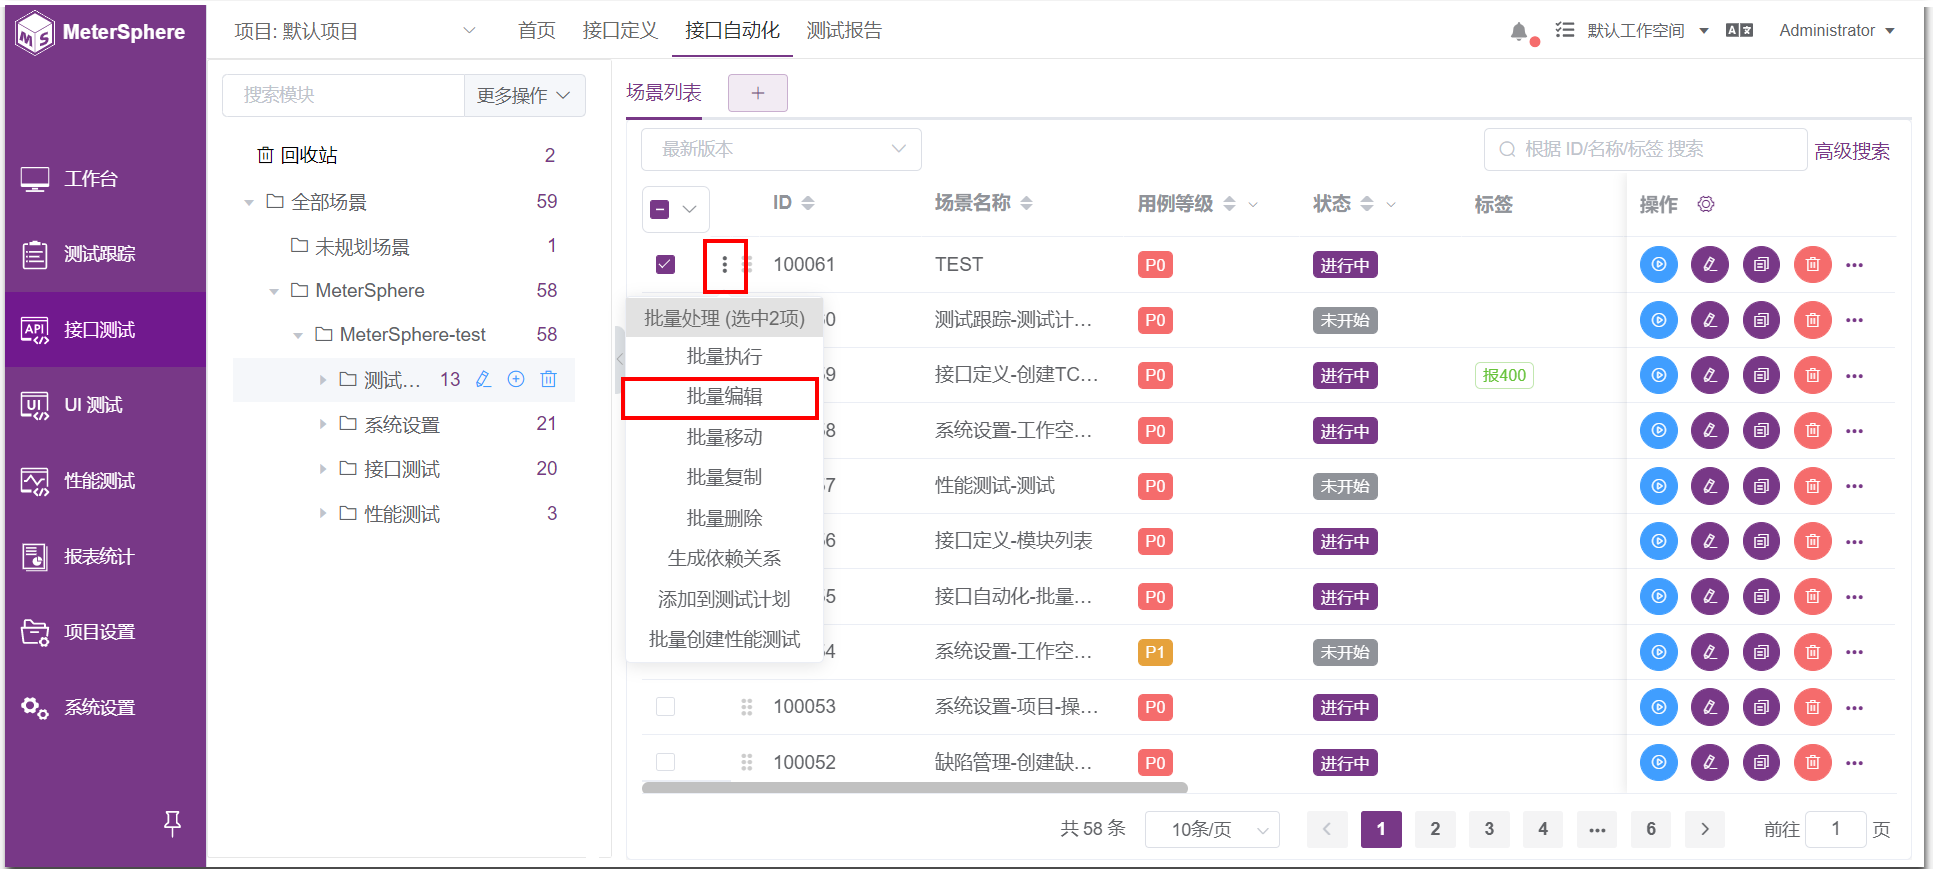 MeterSphere
项目: 默认项目
首页
接口定义
接口自动化
测试报告
默认工作空间
Administrator
工作台
测试跟踪
API
接口测试
UI
UI 测试
性能测试
报表统计
项目设置
系统设置
搜索模块
更多操作
回收站 2
全部场景 59
未规划场景 1
MeterSphere 58
MeterSphere-test 58
测试... 13
系统设置 21
接口测试 20
性能测试 3
场景列表
+
最新版本
根据 ID/名称/标签 搜索
高级搜索
ID 场景名称 用例等级 状态 标签 操作
100061 TEST P0 进行中
0 测试跟踪-测试计... P0 未开始
9 接口定义-创建TC... P0 进行中 报400
8 系统设置-工作空... P0 进行中
7 性能测试-测试 P0 未开始
6 接口定义-模块列表 P0 进行中
5 接口自动化-批量... P0 进行中
4 系统设置-工作空... P1 未开始
100053 系统设置-项目-操... P0 进行中
100052 缺陷管理-创建缺... P0 进行中
批量处理 (选中2项)
批量执行
批量编辑
批量移动
批量复制
批量删除
生成依赖关系
添加到测试计划
批量创建性能测试
共 58 条
10条/页
1 2 3 4 ... 6
前往 1 页